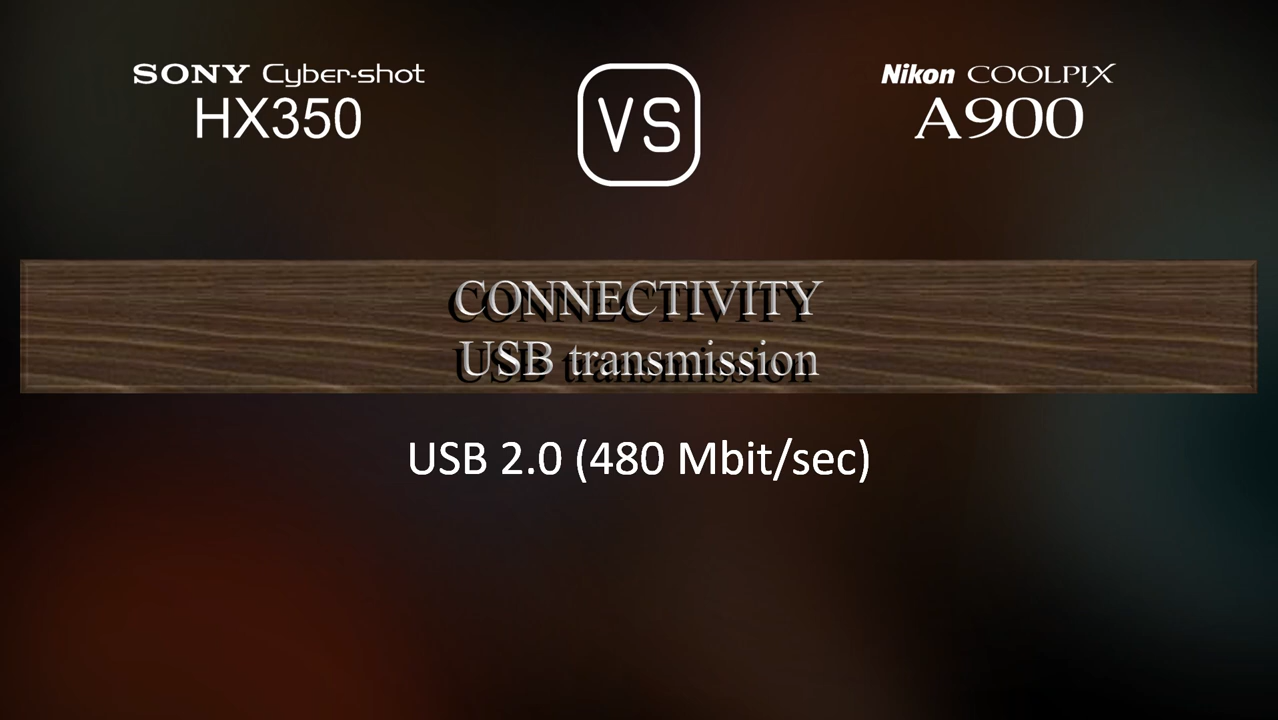 SONY Cyber-shot
HX350
VS
Nikon COOLPIX
A900
CONNECTIVITY
USB transmission
USB 2.0 (480 Mbit/sec)